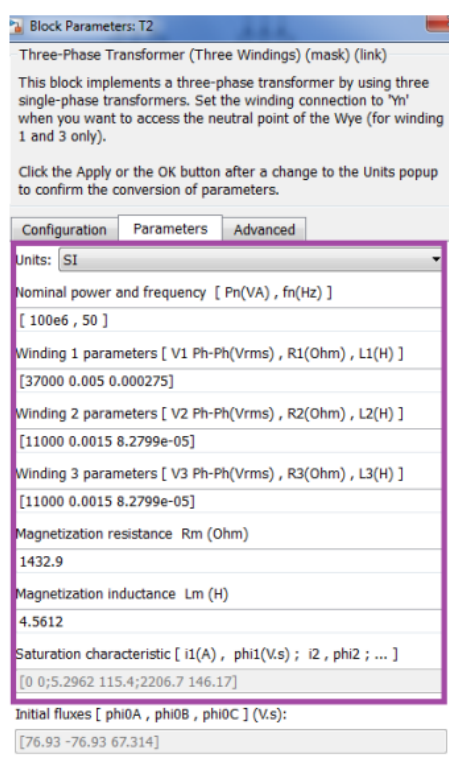 Block Parameters: T2
Three-Phase Transformer (Three Windings) (mask) (link)
This block implements a three-phase transformer by using three
single-phase transformers. Set the winding connection to 'Yn'
when you want to access the neutral point of the Wye (for winding
1 and 3 only).
Click the Apply or the OK button after a change to the Units popup
to confirm the conversion of parameters.
Configuration Parameters Advanced
Units: SI
Nominal power and frequency [ Pn(VA) , fn(Hz) ]
[ 100e6 , 50 ]
Winding 1 parameters [ V1 Ph-Ph(Vrms) , R1(Ohm) , L1(H) ]
[37000 0.005 0.000275]
Winding 2 parameters [ V2 Ph-Ph(Vrms) , R2(Ohm) , L2(H) ]
[11000 0.0015 8.2799e-05]
Winding 3 parameters [ V3 Ph-Ph(Vrms) , R3(Ohm) , L3(H) ]
[11000 0.0015 8.2799e-05]
Magnetization resistance Rm (Ohm)
1432.9
Magnetization inductance Lm (H)
4.5612
Saturation characteristic [ i1(A) , phi1(V.s) ; i2 , phi2 ; ... ]
[0 0;5.2962 115.4;2206.7 146.17]
Initial fluxes [ phi0A , phi0B , phi0C ] (V.s):
[76.93 -76.93 67.314]